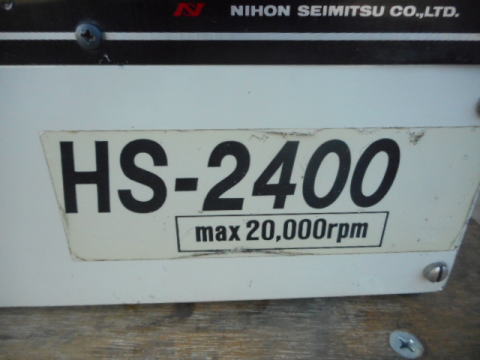 NIHON SEIMITSU CO.,LTD.
HS-2400
max 20,000rpm